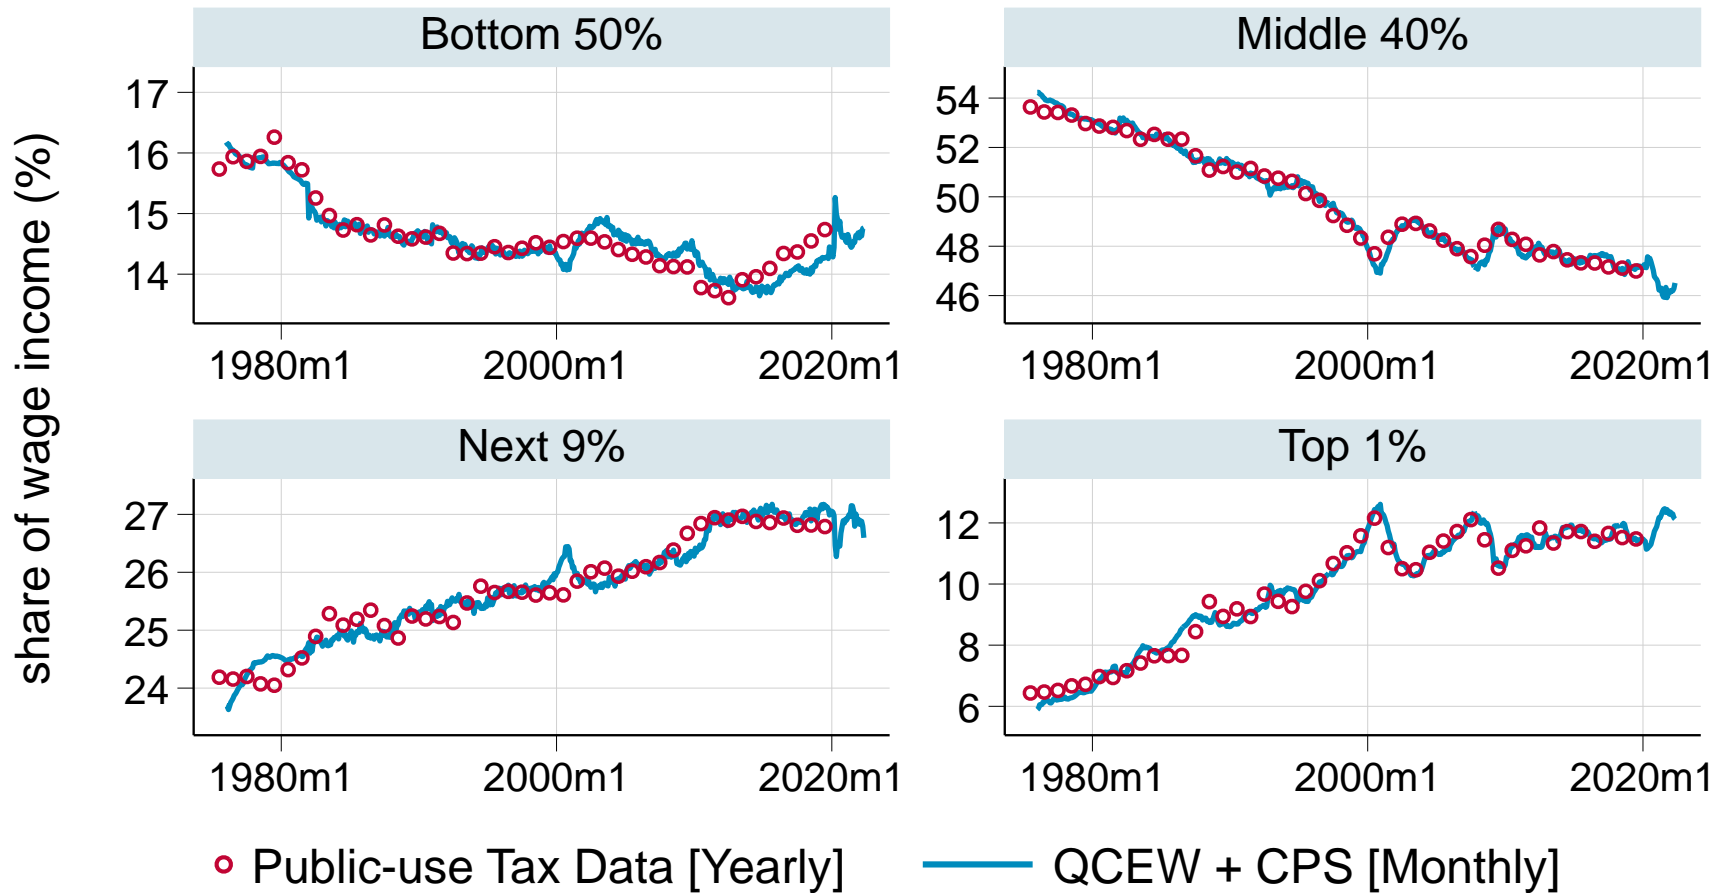 share of wage income (%)
Bottom 50%
17
16
15
14
1980m1 2000m1 2020m1
Middle 40%
54
52
50
48
46
1980m1 2000m1 2020m1
Next 9%
27
26
25
24
1980m1 2000m1 2020m1
Top 1%
12
10
8
6
1980m1 2000m1 2020m1
Public-use Tax Data [Yearly] QCEW + CPS [Monthly]